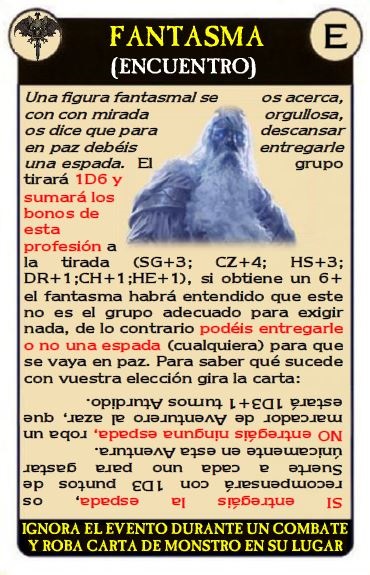 FANTASMA
E
(ENCUENTRO)
Una figura fantasmal se os acerca,
con con mirada orgullosa,
os dice que para descansar
en paz debéis entregarle
una espada. El grupo
tirará 1D6 y
sumará los
bonos de
esta
profesión a
la tirada (SG+3; CZ+4; HS+3;
DR+1;CH+1;HE+1), si obtiene un 6+
el fantasma habrá entendido que este
no es el grupo adecuado para exigir
nada, de lo contrario podéis entregarle
o no una espada (cualquiera) para que
se vaya en paz. Para saber qué sucede
con vuestra elección gira la carta:
SI entregáis la espada, os
recompensará con 1D3 puntos de
Suerte a cada uno para gastar
únicamente en esta Aventura.
NO entregáis ninguna espada, roba un
marcador de Aventurero al azar, que
estará 1D3+1 turnos Aturdido.
IGNORA EL EVENTO DURANTE UN COMBATE
Y ROBA CARTA DE MONSTRO EN SU LUGAR